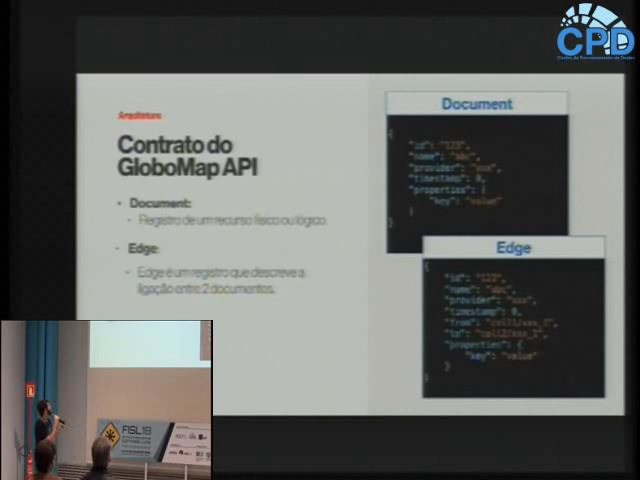 CPD
Arquitetura
Contrato do
GloboMap API
Document:
- Registro de um recurso físico ou lógico.
Edge:
- Edge é um registro que descreve a
ligação entre 2 documentos.
Document
{
"id": "123",
"name": "abc",
"provider": "xxx",
"timestamp": 0,
"properties": {
"key": "value"
}
}
Edge
{
"id": "123",
"name": "abc",
"provider": "xxx",
"timestamp": 0,
"properties": {
"key": "value"
}
}
FISL18